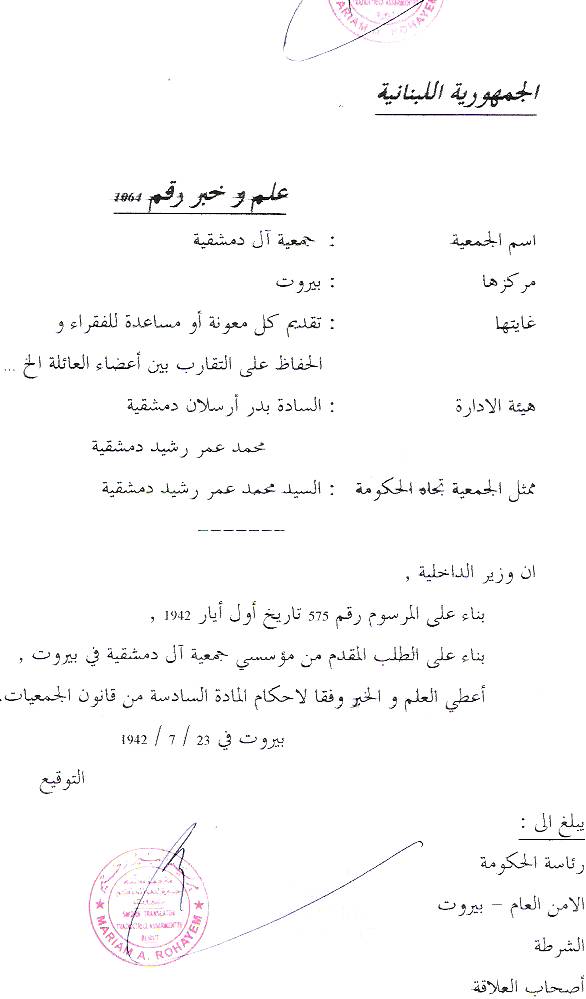 الجمهورية اللبنانية
علم و خبر رقم 1064
اسم الجمعية : جمعية آل دمشقية
مركزها : بيروت
غايتها : تقديم كل معونة أو مساعدة للفقراء و
الحفاظ على التقارب بين أعضاء العائلة الخ ...
هيئة الادارة : السادة بدر أرسلان دمشقية
محمد عمر رشيد دمشقية
ممثل الجمعية تجاه الحكومة : السيد محمد عمر رشيد دمشقية
ان وزير الداخلية ,
بناء على المرسوم رقم 575 تاريخ أول أيار 1942 ,
بناء على الطلب المقدم من مؤسسي جمعية آل دمشقية في بيروت ,
أعطي العلم و الخبر وفقا لاحكام المادة السادسة من قانون الجمعيات.
بيروت في 23 / 7 / 1942
التوقيع
يبلغ الى :
رئاسة الحكومة
الامن العام - بيروت
الشرطة
أصحاب العلاقة
SWORN TRANSLATOR
BEIRUT
MARIAM A. ROHAYEM